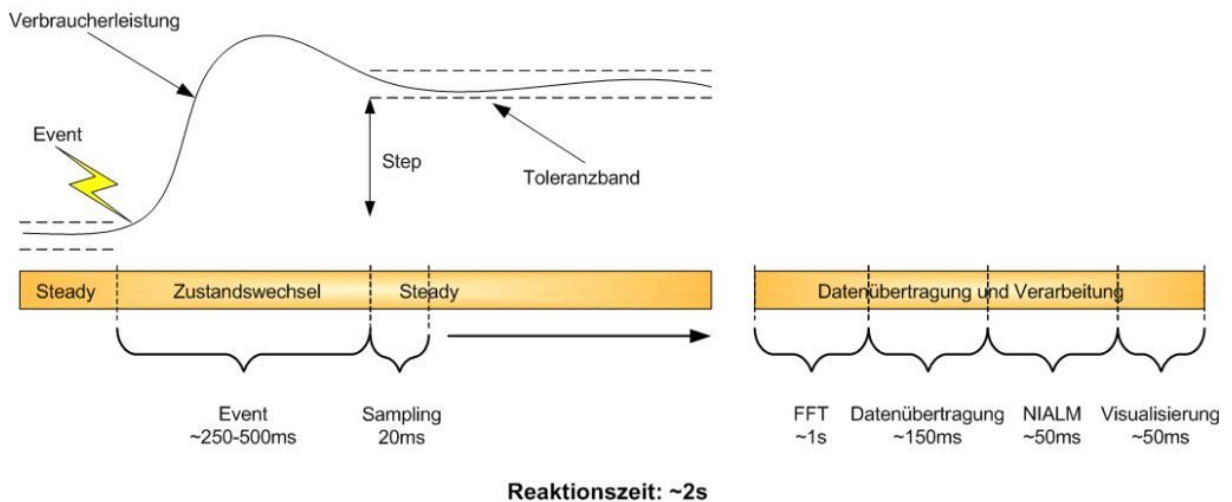 Verbraucherleistung
Event
Step
Toleranzband
Steady
Zustandswechsel
Steady
Datenübertragung und Verarbeitung
Event
~250-500ms
Sampling
20ms
FFT
~1s
Datenübertragung
~150ms
NIALM
~50ms
Visualisierung
~50ms
Reaktionszeit: ~2s